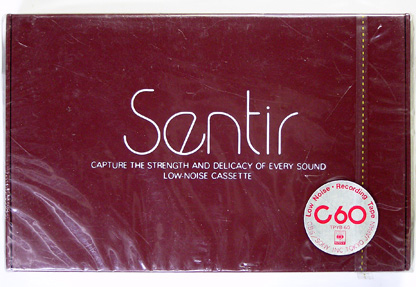 Sentir
CAPTURE THE STRENGTH AND DELICACY OF EVERY SOUND
LOW-NOISE CASSETTE
Low Noise • Recording Tape
C60